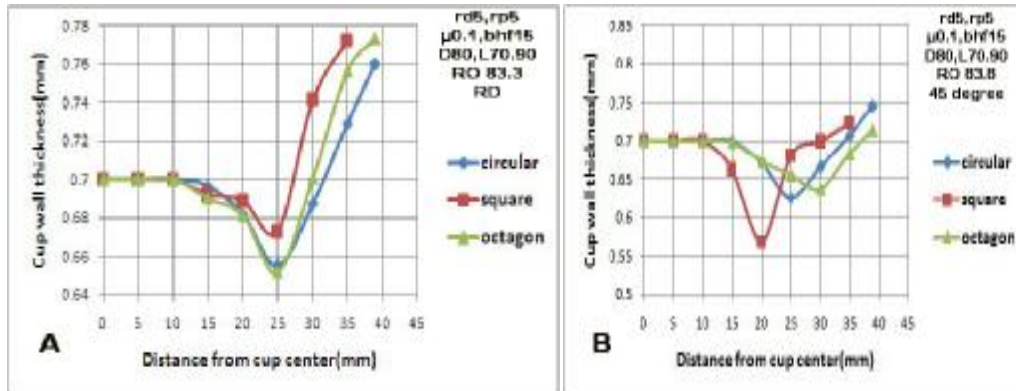 0.78
0.76
0.74
0.72
0.7
0.68
0.66
0.64
0 5 10 15 20 25 30 35 40 45
Cup wall thickness(mm)
Distance from cup center(mm)
A
rd5,rp5
µ0.1,bhf15
D80,L70.90
RO 83.3
RD
circular
square
octagon
0.85
0.8
0.75
0.7
0.65
0.6
0.55
0.5
0 5 10 15 20 25 30 35 40 45
Cup wall thickness(mm)
Distance from cup center(mm)
B
rd5,rp5
µ0.1,bhf15
D80,L70.90
RO 83.8
45 degree
circular
square
octagon